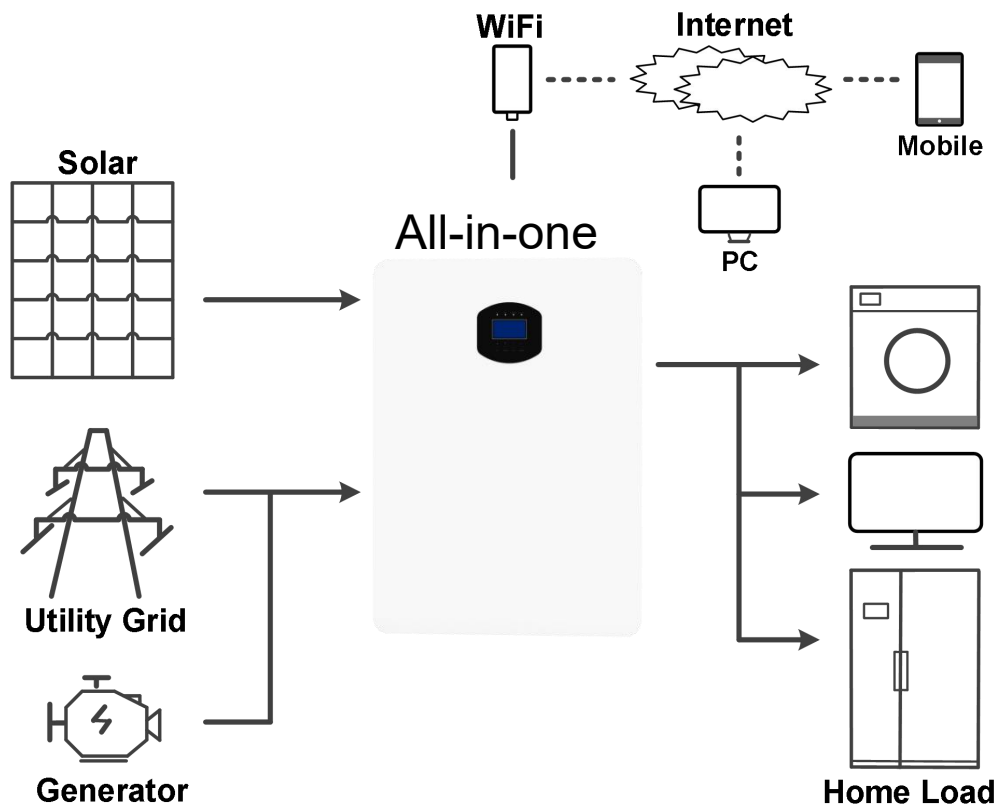 WiFi
Internet
Mobile
Solar
All-in-one
PC
Utility Grid
Generator
Home Load